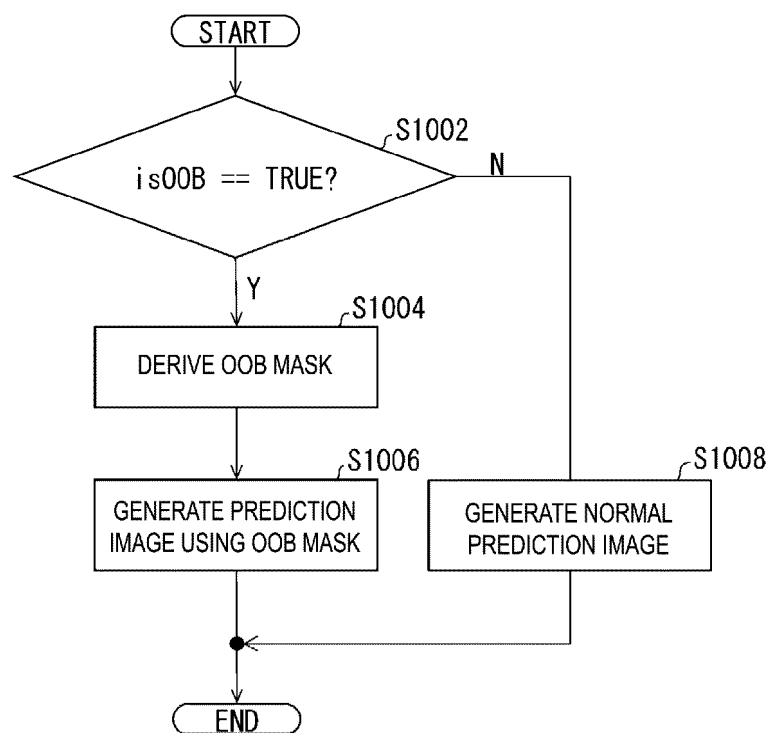 START
S1002
isOOB == TRUE?
N
Y
S1004
DERIVE OOB MASK
S1006
GENERATE PREDICTION
IMAGE USING OOB MASK
S1008
GENERATE NORMAL
PREDICTION IMAGE
END